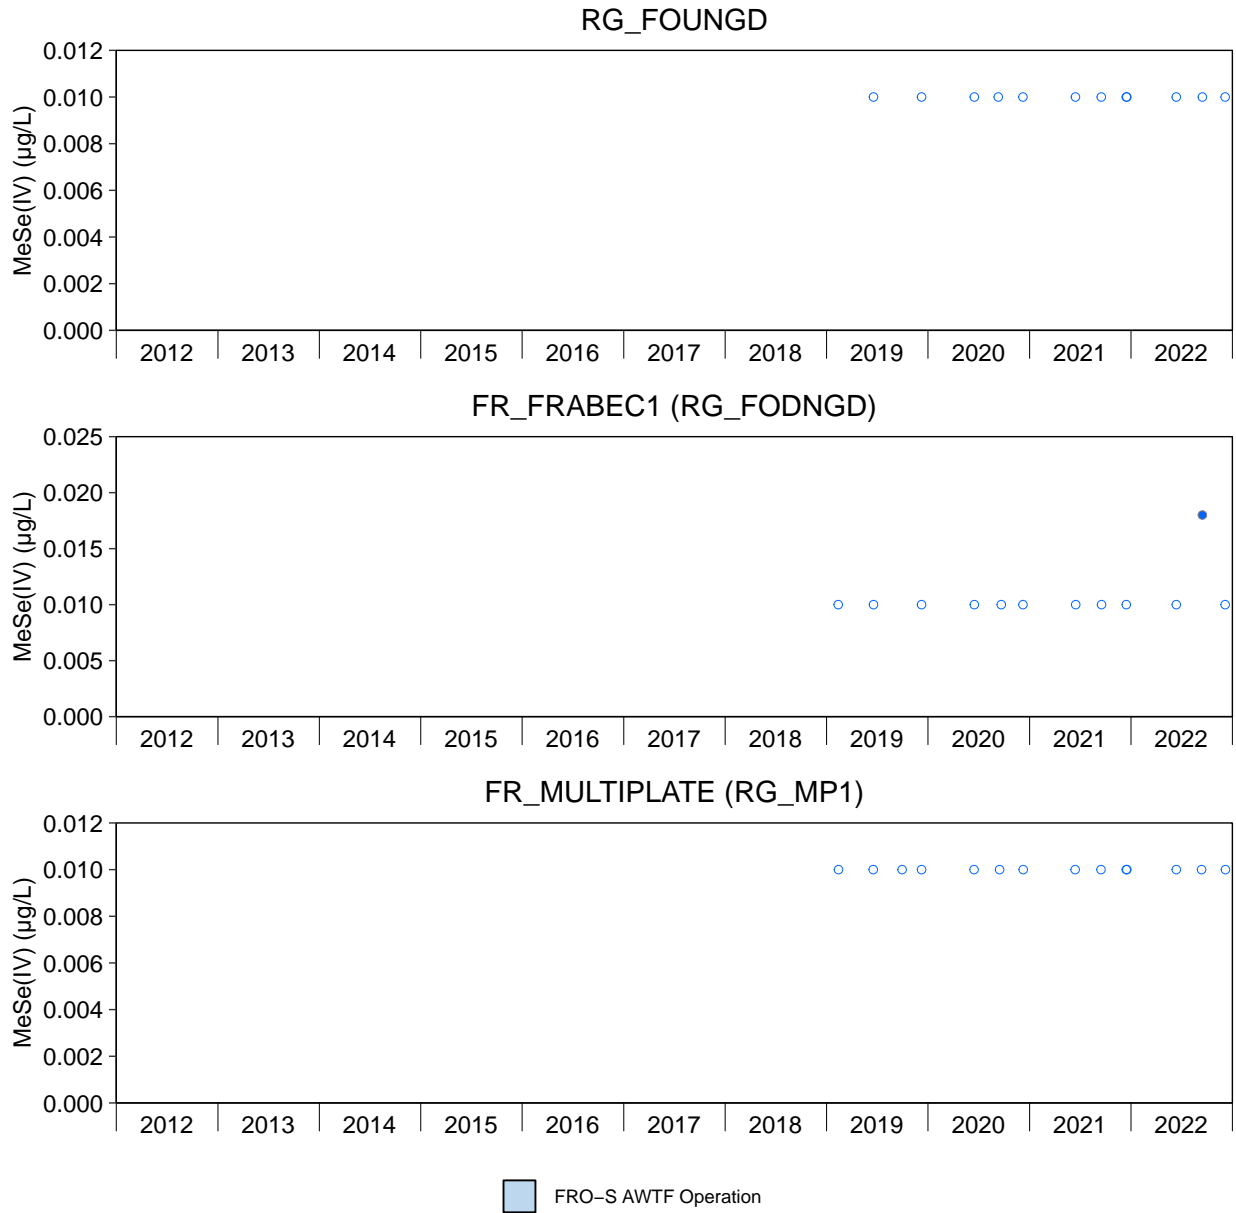 RG_FOUNGD
MeSe(IV) (µg/L)
0.012
0.010
0.008
0.006
0.004
0.002
0.000
2012 2013 2014 2015 2016 2017 2018 2019 2020 2021 2022
FR_FRABEC1 (RG_FODNGD)
MeSe(IV) (µg/L)
0.025
0.020
0.015
0.010
0.005
0.000
2012 2013 2014 2015 2016 2017 2018 2019 2020 2021 2022
FR_MULTIPLATE (RG_MP1)
MeSe(IV) (µg/L)
0.012
0.010
0.008
0.006
0.004
0.002
0.000
2012 2013 2014 2015 2016 2017 2018 2019 2020 2021 2022
FRO−S AWTF Operation